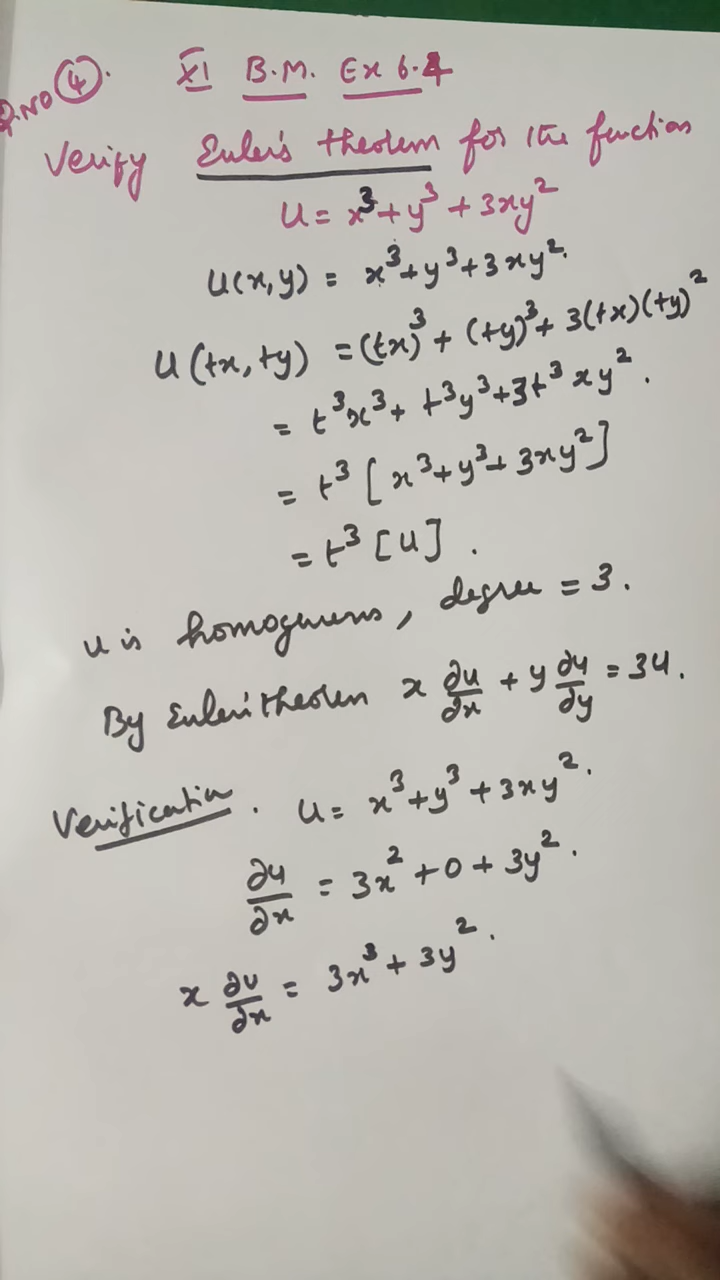 Q.NO ④. XI B.M. Ex 6.4
Verify Euler's theorem for the function
u = x³ + y³ + 3xy²
u(x,y) = x³ + y³ + 3xy².
u(tx, ty) = (tx)³ + (ty)³ + 3(tx)(ty)²
= t³x³ + t³y³ + 3t³xy².
= t³ [x³ + y³ + 3xy²]
= t³ [u].
u is homogenens, degree = 3.
By Euler's theorem x ∂u/∂x + y ∂u/∂y = 3u.
Verification. u = x³ + y³ + 3xy².
∂u/∂x = 3x² + 0 + 3y².
x ∂u/∂x = 3x³ + 3y².